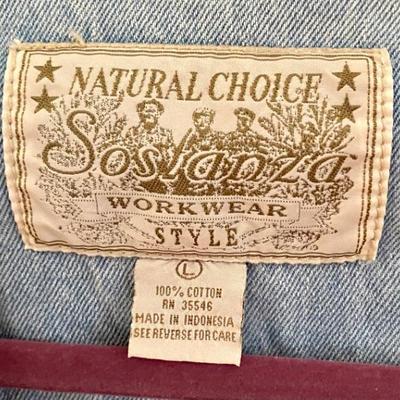 NATURAL CHOICE
Sostanza
WORKWEAR
STYLE
L
100% COTTON
RN 35546
MADE IN INDONESIA
SEE REVERSE FOR CARE